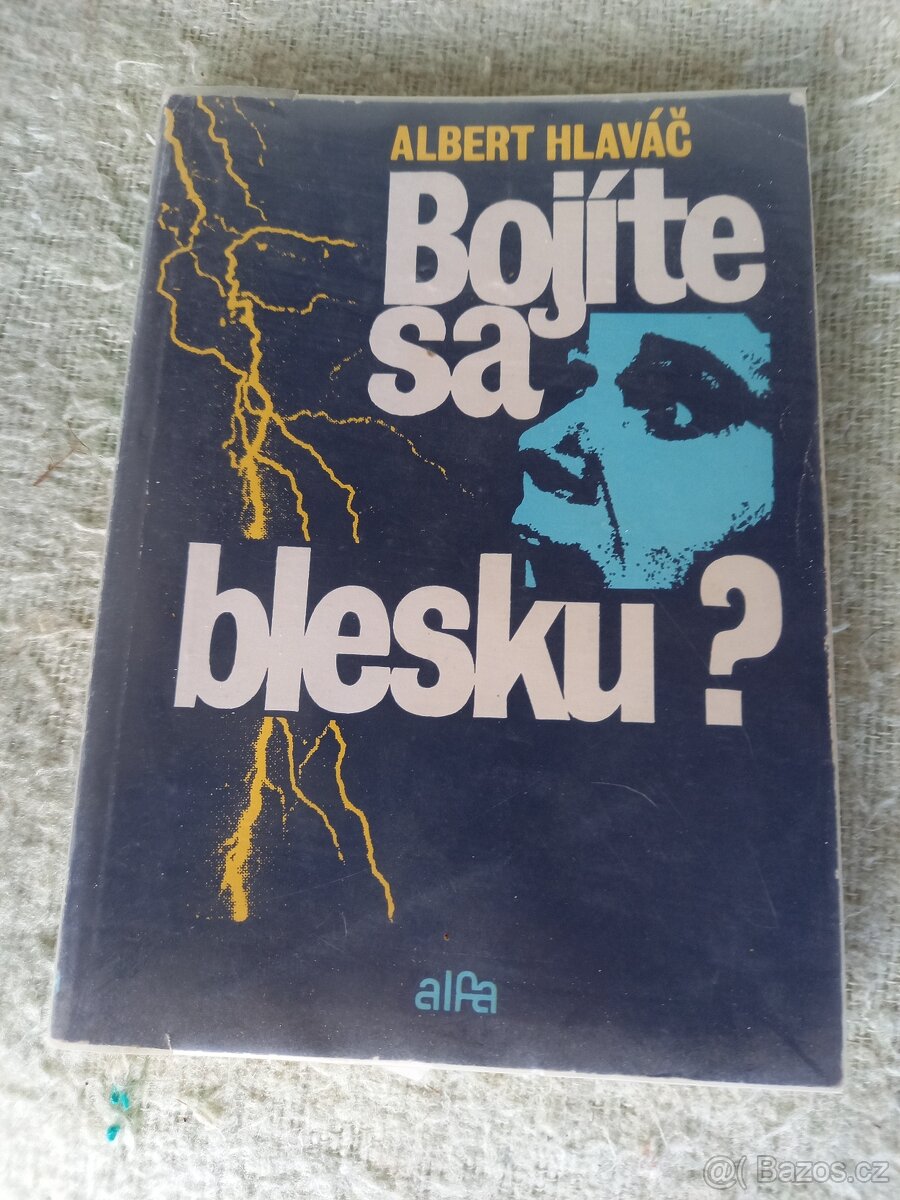 ALBERT HLAVÁČ
Bojíte
sa
blesku ?
alfa
@( Bazos.cz